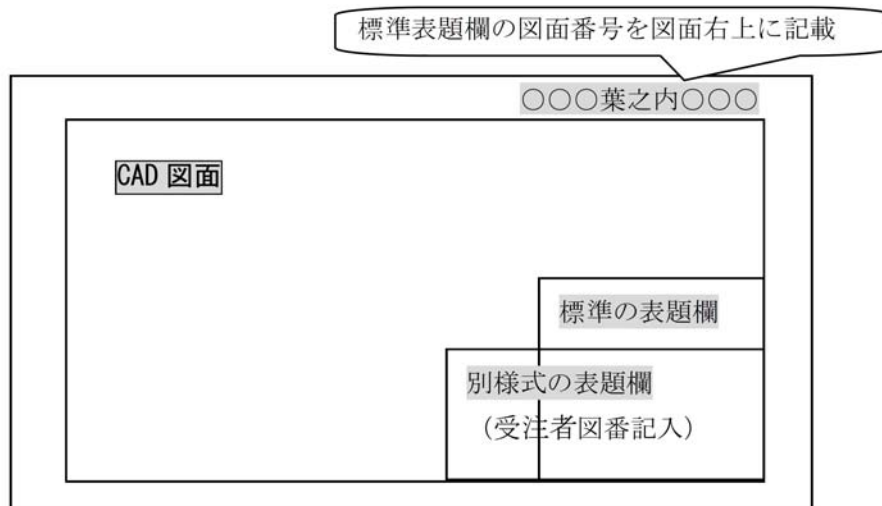 標準表題欄の図面番号を図面右上に記載
○○○葉之内○○○
CAD 図面
標準の表題欄
別様式の表題欄
（受注者図番記入）